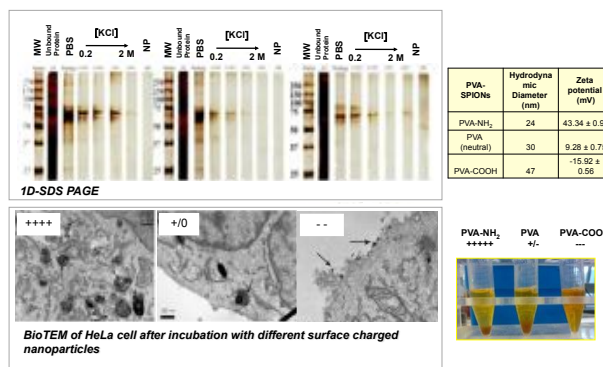 MW
Unbound
Protein
PBS
[KCl]
0.2 2 M
NP
Unbound
Protein
PBS
[KCl]
0.2 2 M
NP
MW
Unbound
Protein
PBS
[KCl]
0.2 2 M
NP
1D-SDS PAGE
PVA-
SPIONs
Hydrodyna
mic
Diameter
(nm)
Zeta
potential
(mV)
PVA-NH₂ 24 43.34 ± 0.9
PVA
(neutral) 30 9.28 ± 0.75
PVA-COOH 47 -15.92 ±
0.56
++++
+/0
- -
BioTEM of HeLa cell after incubation with different surface charged
nanoparticles
PVA-NH₂ PVA PVA-COO
+++++ +/- ---